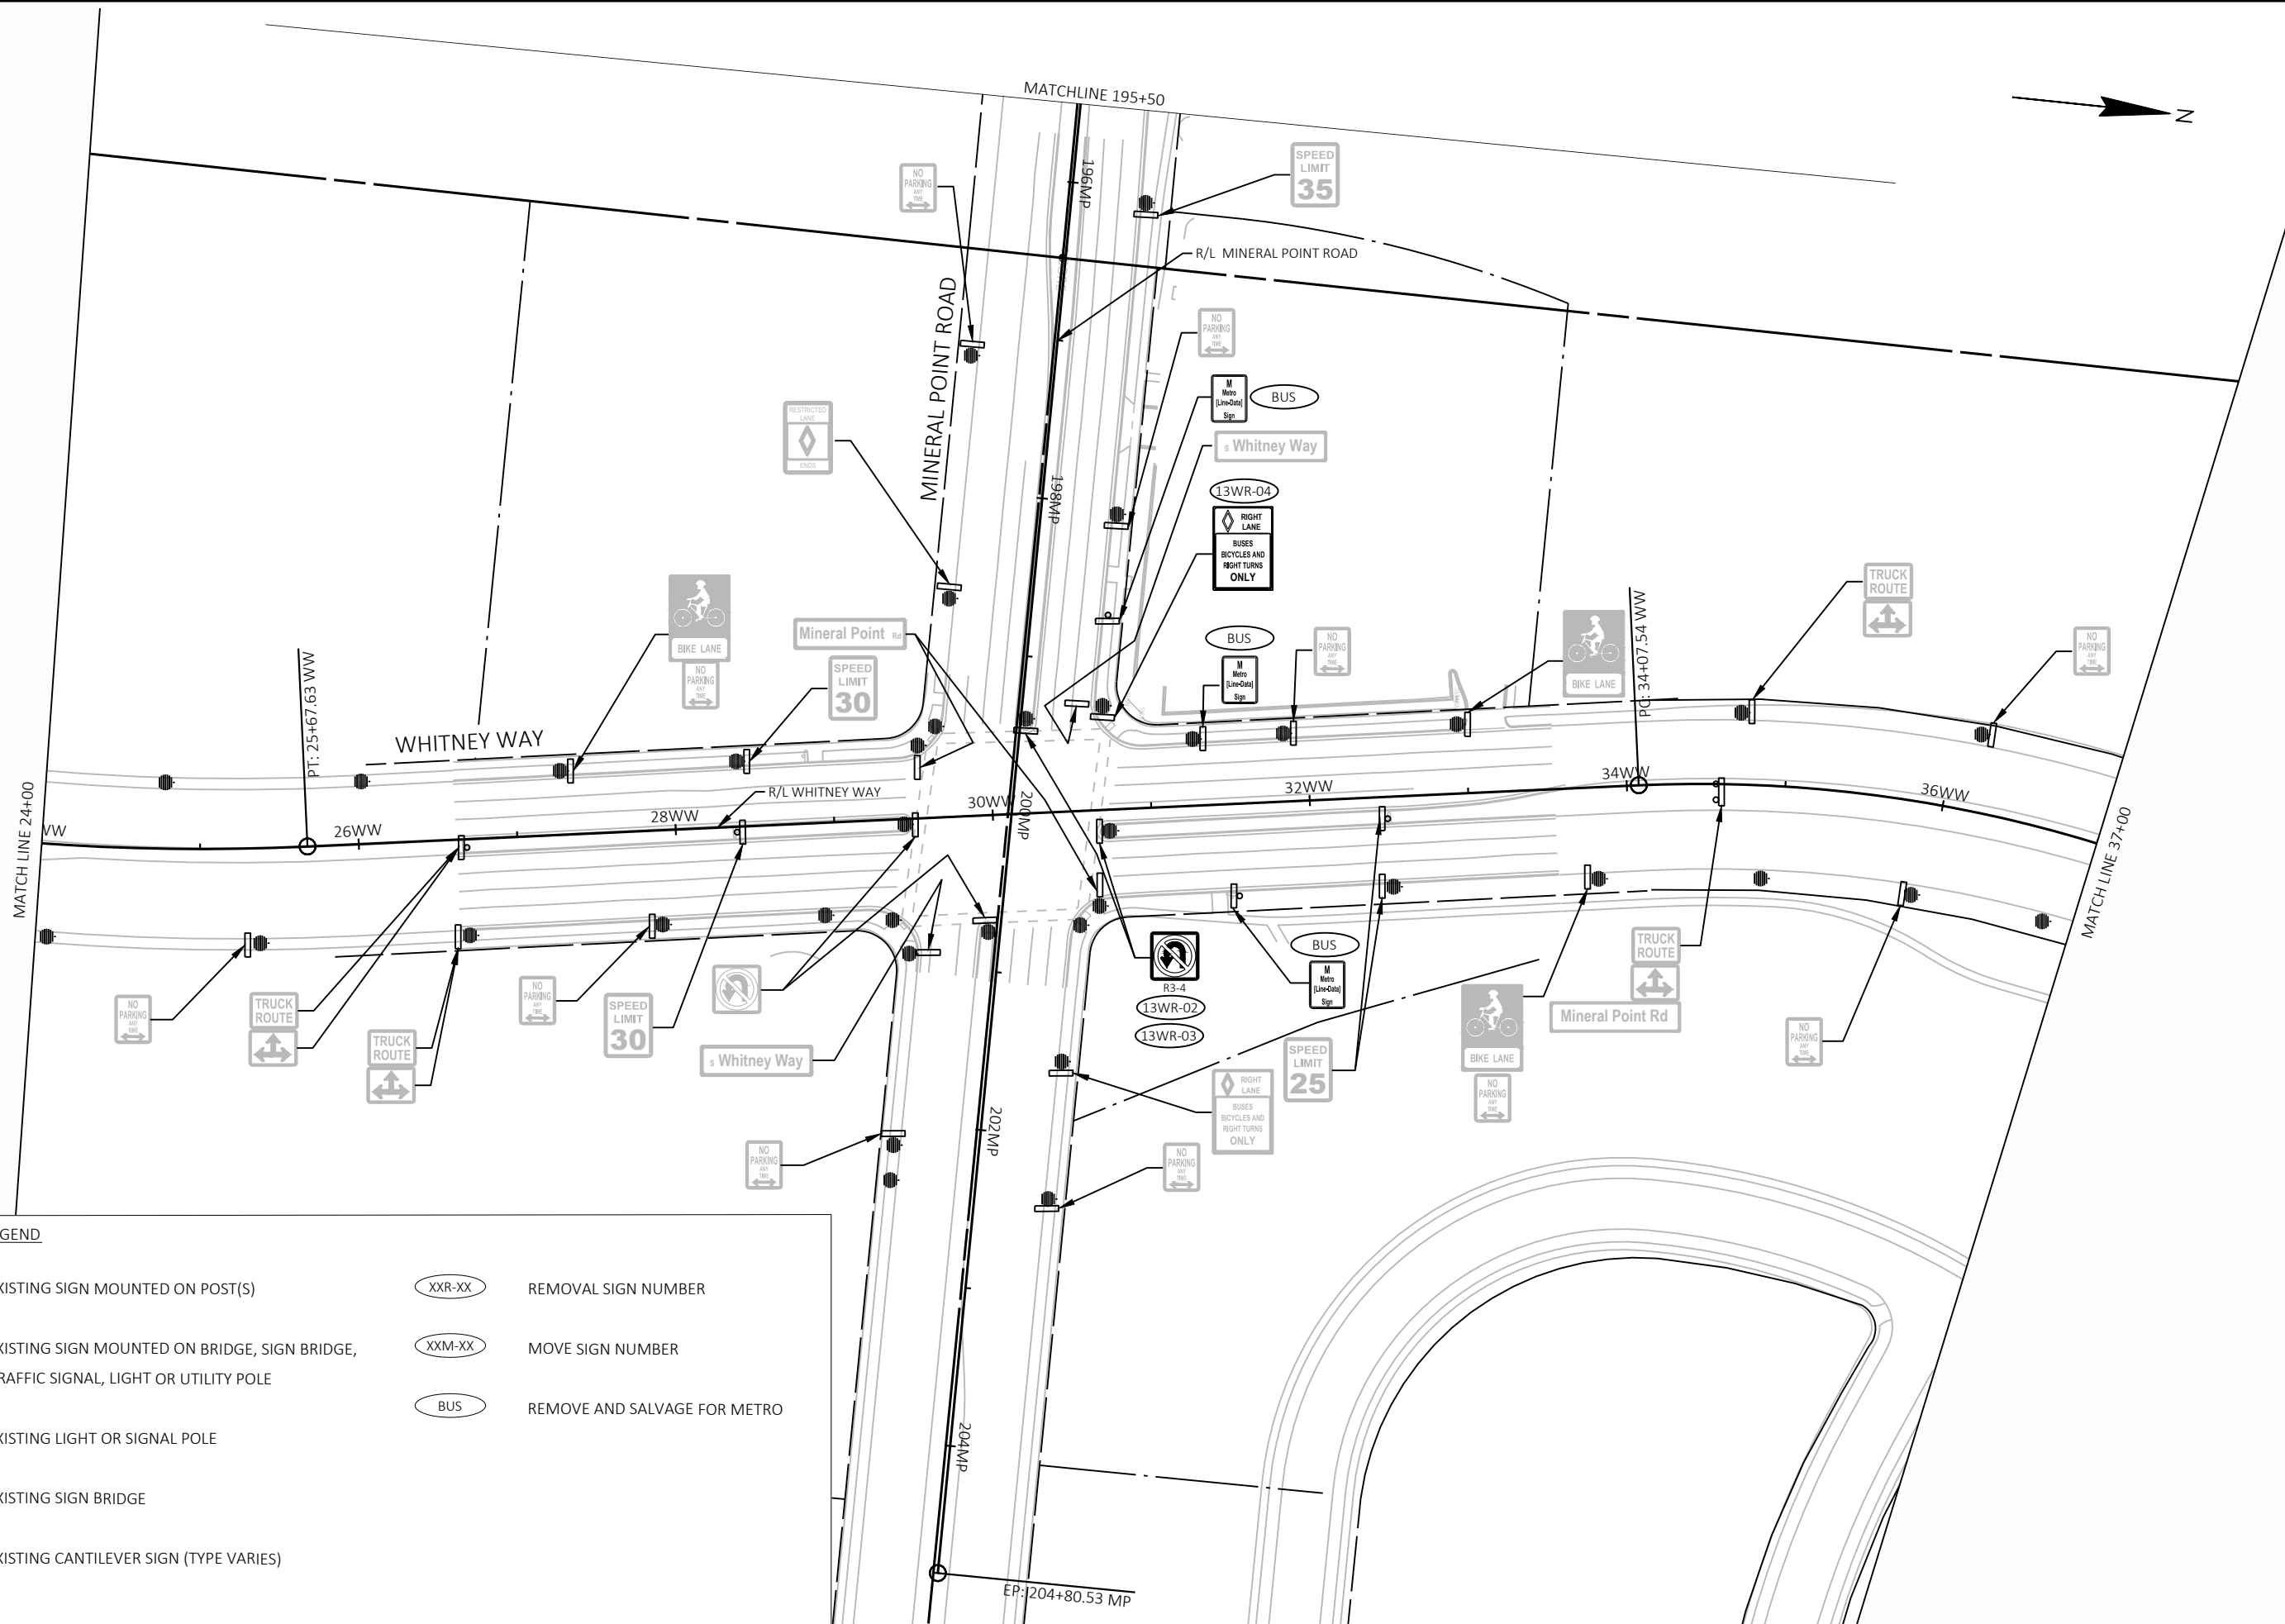 MATCHLINE 195+50
N
NO
PARKING
ANY
TIME
SPEED
LIMIT
35
196MP
R/L MINERAL POINT ROAD
MINERAL POINT ROAD
NO
PARKING
ANY
TIME
M
Metro
[Line-Data]
Sign
BUS
RESTRICTED
LANE
ENDS
s Whitney Way
198MP
13WR-04
RIGHT
LANE
BUSES
BICYCLES AND
RIGHT TURNS
ONLY
BIKE LANE
NO
PARKING
ANY
TIME
Mineral Point Rd
SPEED
LIMIT
30
BUS
M
Metro
[Line-Data]
Sign
NO
PARKING
ANY
TIME
BIKE LANE
TRUCK
ROUTE
NO
PARKING
ANY
TIME
PT: 25+67.63 WW
PC: 34+07.54 WW
WHITNEY WAY
MATCH LINE 24+00
WW
26WW
28WW
R/L WHITNEY WAY
30WW
200MP
32WW
34WW
36WW
MATCH LINE 37+00
NO
PARKING
ANY
TIME
TRUCK
ROUTE
TRUCK
ROUTE
NO
PARKING
ANY
TIME
SPEED
LIMIT
30
s Whitney Way
R3-4
13WR-02
13WR-03
BUS
M
Metro
[Line-Data]
Sign
SPEED
LIMIT
25
BIKE LANE
NO
PARKING
ANY
TIME
TRUCK
ROUTE
Mineral Point Rd
NO
PARKING
ANY
TIME
RIGHT
LANE
BUSES
BICYCLES AND
RIGHT TURNS
ONLY
202MP
NO
PARKING
ANY
TIME
NO
PARKING
ANY
TIME
204MP
EP: 204+80.53 MP
GEND
XISTING SIGN MOUNTED ON POST(S)
XISTING SIGN MOUNTED ON BRIDGE, SIGN BRIDGE,
RAFFIC SIGNAL, LIGHT OR UTILITY POLE
XISTING LIGHT OR SIGNAL POLE
XISTING SIGN BRIDGE
XISTING CANTILEVER SIGN (TYPE VARIES)
XXR-XX REMOVAL SIGN NUMBER
XXM-XX MOVE SIGN NUMBER
BUS REMOVE AND SALVAGE FOR METRO